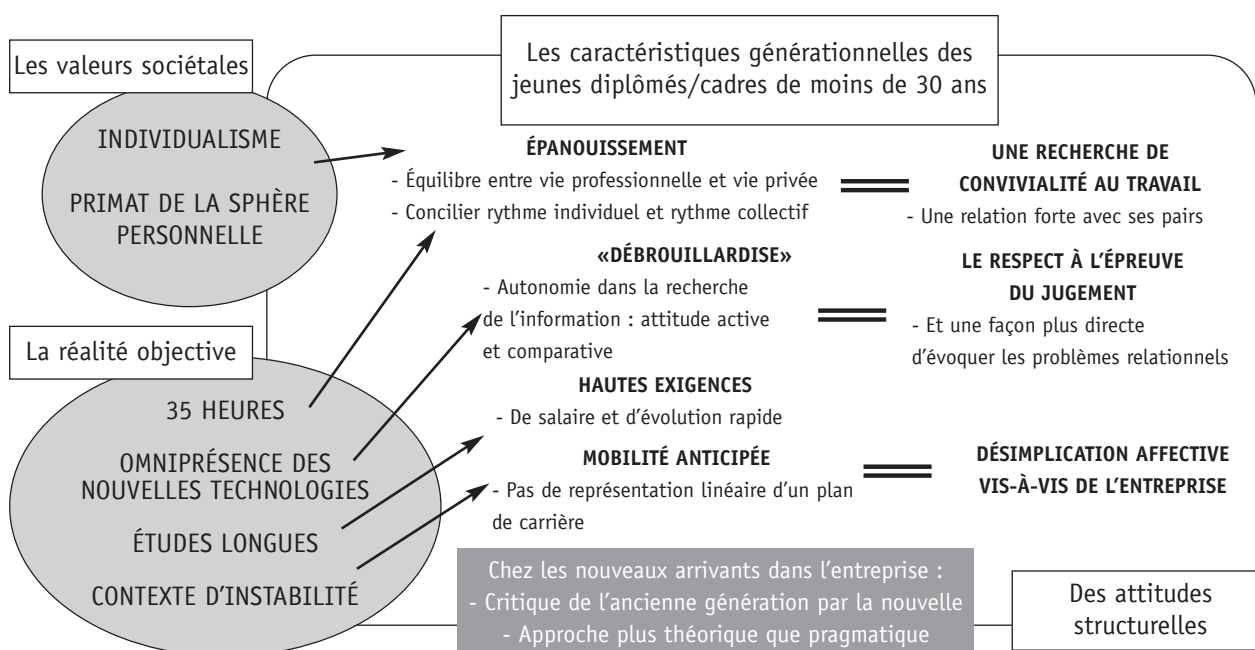 Les valeurs sociétales
INDIVIDUALISME
PRIMAT DE LA SPHÈRE
PERSONNELLE
La réalité objective
35 HEURES
OMNIPRÉSENCE DES
NOUVELLES TECHNOLOGIES
ÉTUDES LONGUES
CONTEXTE D'INSTABILITÉ
Les caractéristiques générationnelles des
jeunes diplômés/cadres de moins de 30 ans
ÉPANOUISSEMENT
- Équilibre entre vie professionnelle et vie privée
- Concilier rythme individuel et rythme collectif
UNE RECHERCHE DE
CONVIVIALITÉ AU TRAVAIL
- Une relation forte avec ses pairs
«DÉBROUILLARDISE»
- Autonomie dans la recherche
de l'information : attitude active
et comparative
LE RESPECT À L'ÉPREUVE
DU JUGEMENT
- Et une façon plus directe
d'évoquer les problèmes relationnels
HAUTES EXIGENCES
- De salaire et d'évolution rapide
MOBILITÉ ANTICIPÉE
- Pas de représentation linéaire d'un plan
de carrière
DÉSIMPLICATION AFFECTIVE
VIS-À-VIS DE L'ENTREPRISE
Chez les nouveaux arrivants dans l'entreprise :
- Critique de l'ancienne génération par la nouvelle
- Approche plus théorique que pragmatique
Des attitudes
structurelles